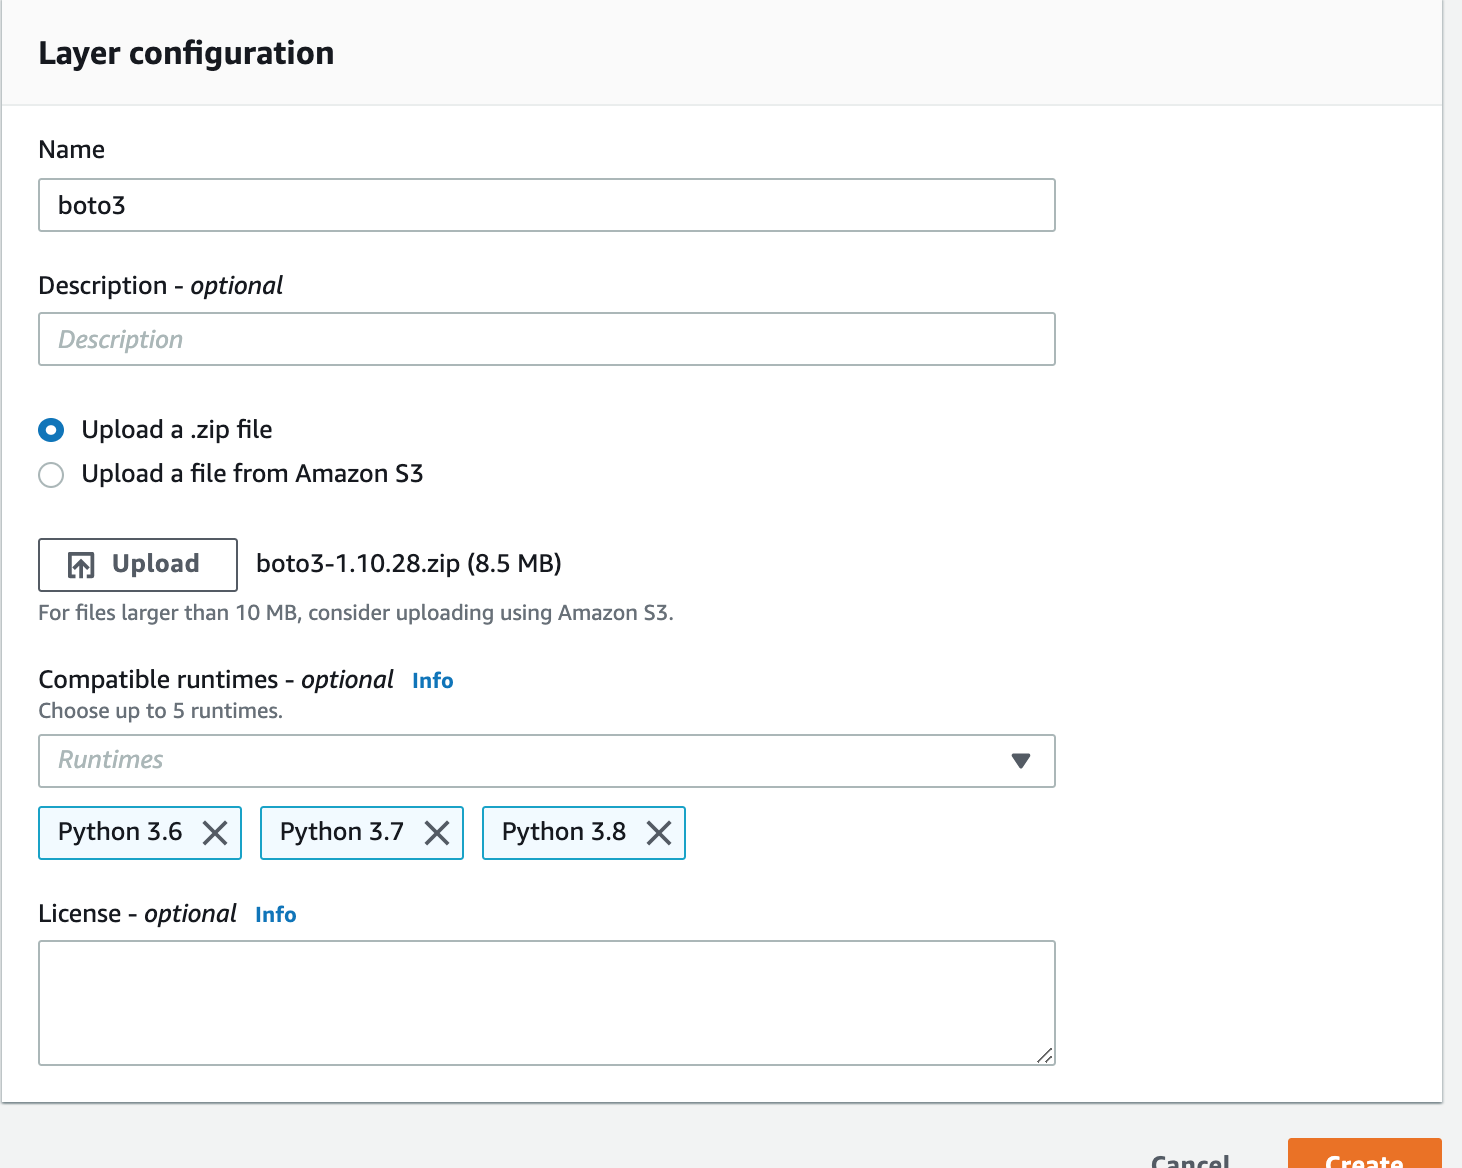 Layer configuration
Name
boto3
Description - optional
Description
Upload a .zip file
Upload a file from Amazon S3
Upload boto3-1.10.28.zip (8.5 MB)
For files larger than 10 MB, consider uploading using Amazon S3.
Compatible runtimes - optional Info
Choose up to 5 runtimes.
Runtimes
Python 3.6 Python 3.7 Python 3.8
License - optional Info
Cancel Create